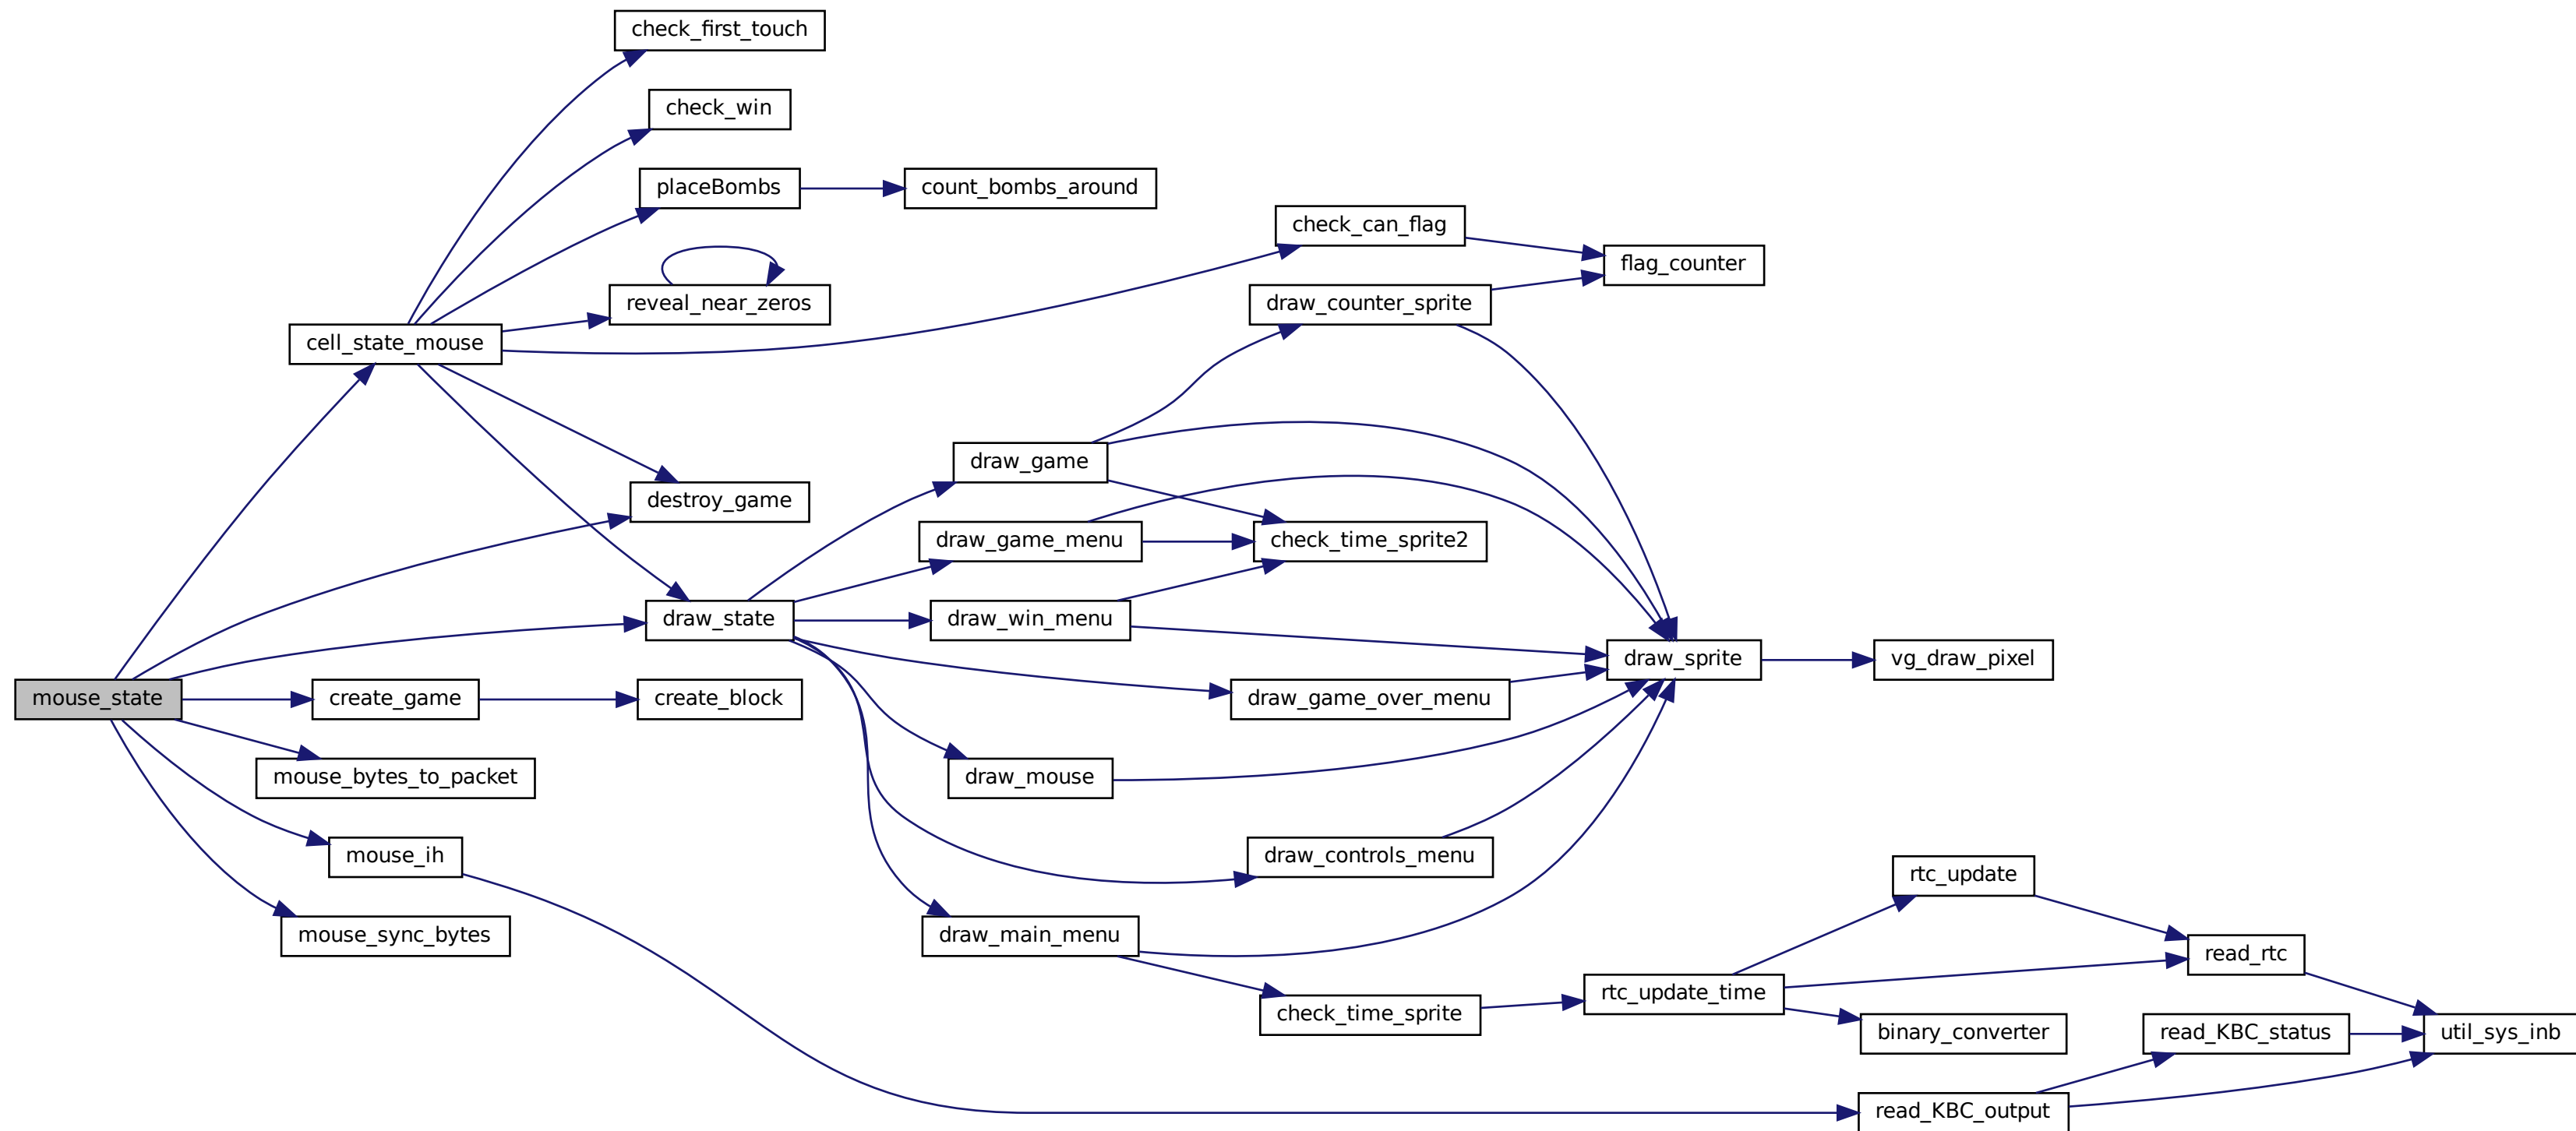 check_first_touch
check_win
placeBombs
count_bombs_around
check_can_flag
flag_counter
reveal_near_zeros
draw_counter_sprite
cell_state_mouse
draw_game
destroy_game
draw_game_menu
check_time_sprite2
draw_state
draw_win_menu
draw_sprite
vg_draw_pixel
mouse_state
create_game
create_block
draw_game_over_menu
mouse_bytes_to_packet
draw_mouse
mouse_ih
draw_controls_menu
rtc_update
mouse_sync_bytes
draw_main_menu
read_rtc
rtc_update_time
check_time_sprite
binary_converter
read_KBC_status
util_sys_inb
read_KBC_output